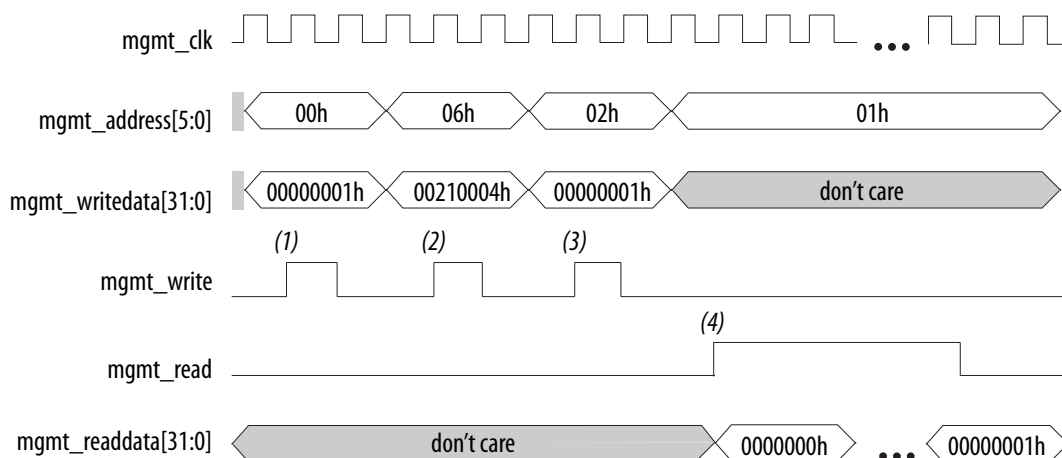 mgmt_clk
mgmt_address[5:0] 00h 06h 02h 01h
mgmt_writedata[31:0] 00000001h 00210004h 00000001h don’t care
(1) (2) (3)
mgmt_write
(4)
mgmt_read
mgmt_readdata[31:0] don’t care 0000000h 00000001h